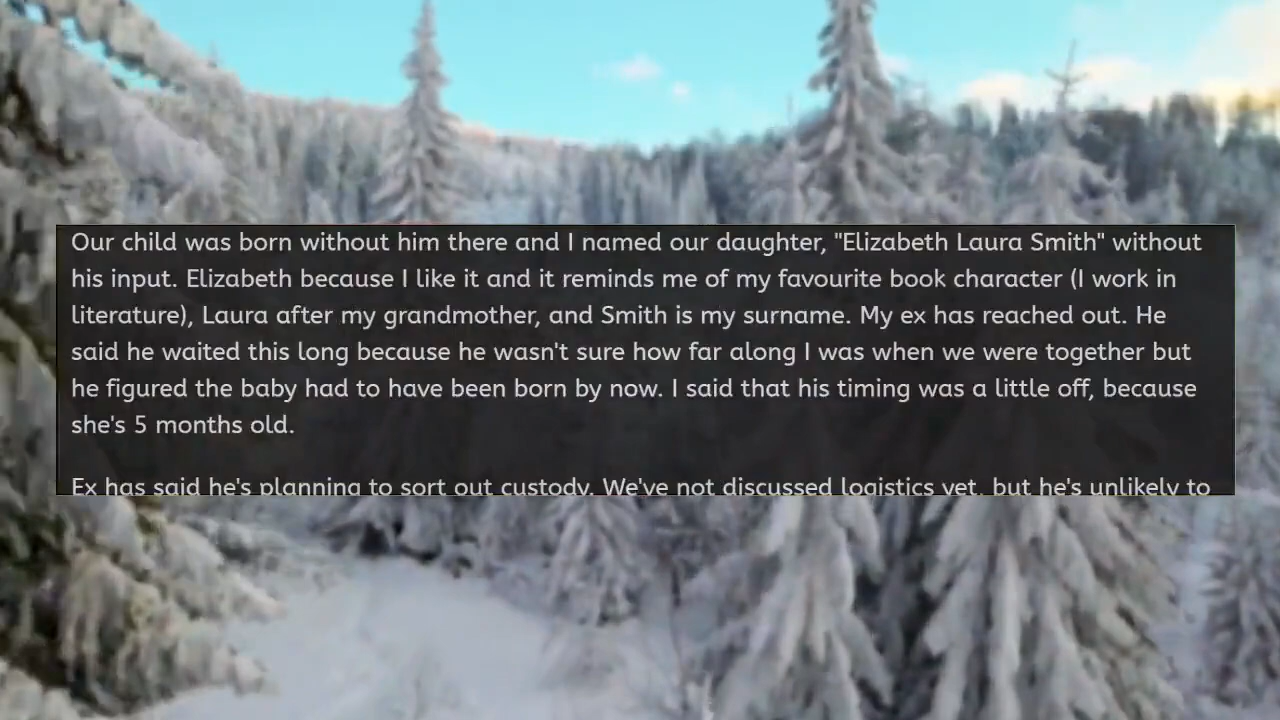 Our child was born without him there and I named our daughter, "Elizabeth Laura Smith" without
his input. Elizabeth because I like it and it reminds me of my favourite book character (I work in
literature), Laura after my grandmother, and Smith is my surname. My ex has reached out. He
said he waited this long because he wasn't sure how far along I was when we were together but
he figured the baby had to have been born by now. I said that his timing was a little off, because
she's 5 months old.
Ex has said he's planning to sort out custody. We've not discussed logistics yet, but he's unlikely to